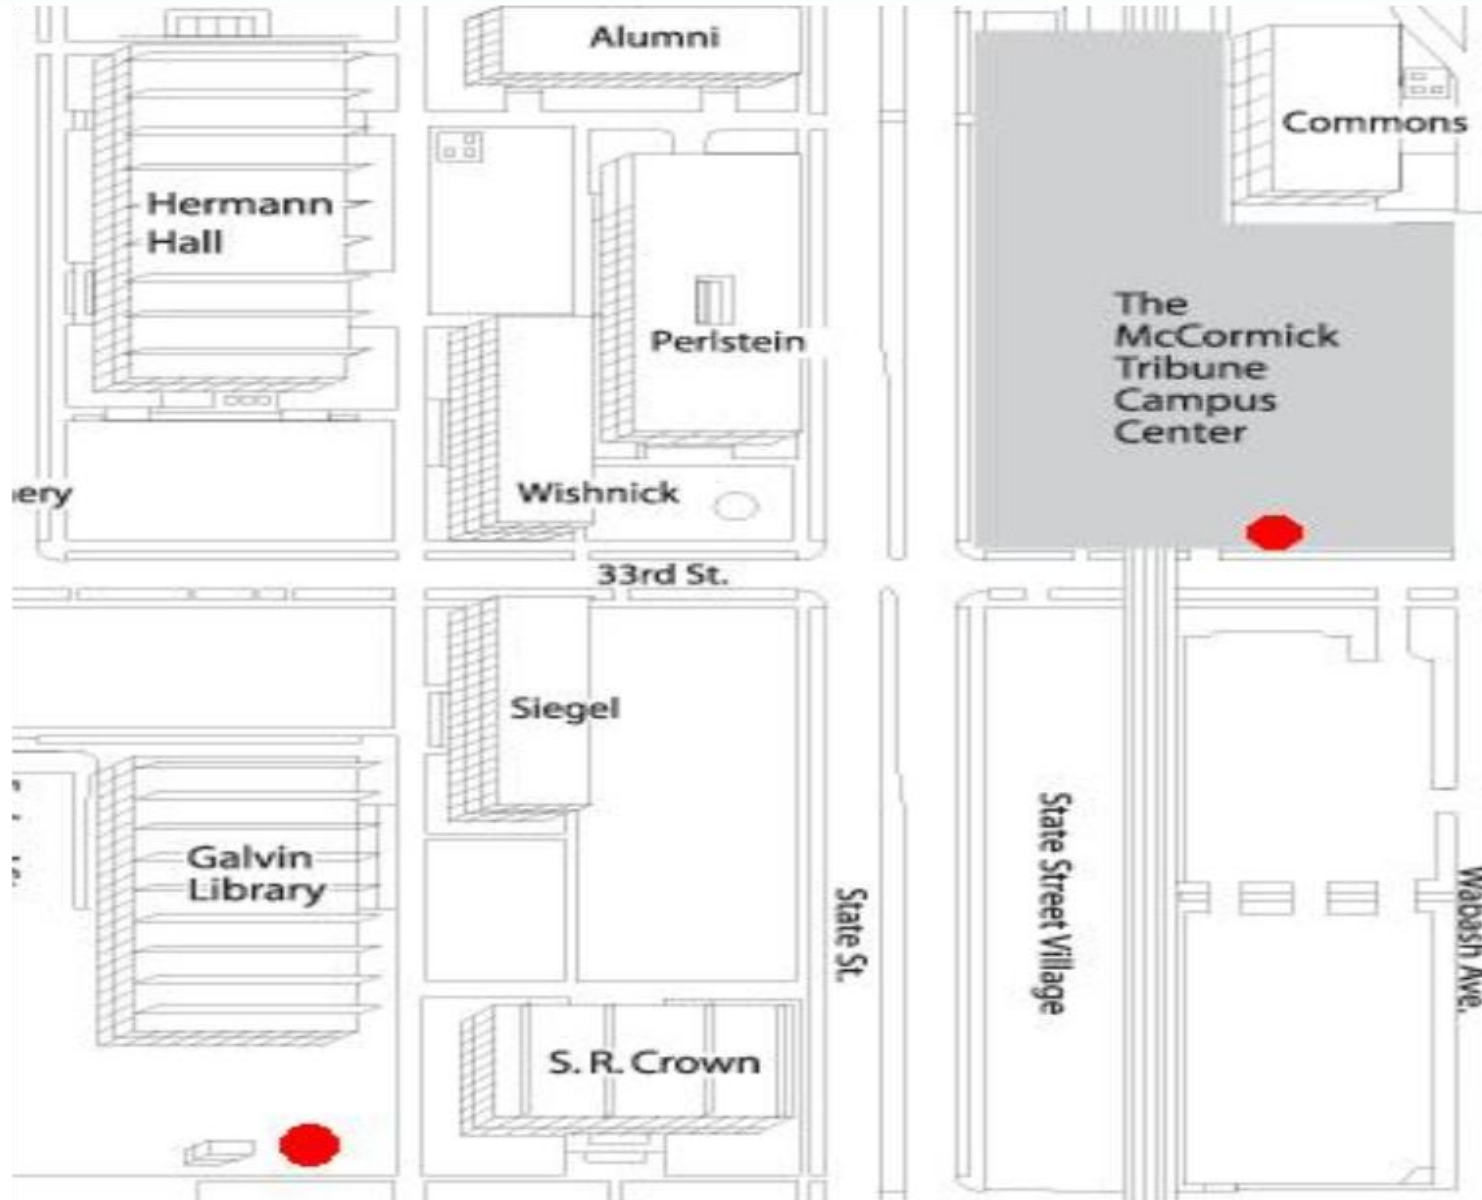 Alumni
Commons
Hermann
Hall
The
McCormick
Tribune
Campus
Center
Perlstein
Wishnick
33rd St.
Siegel
Galvin
Library
State St.
State Street Village
Wabash Ave.
S. R. Crown